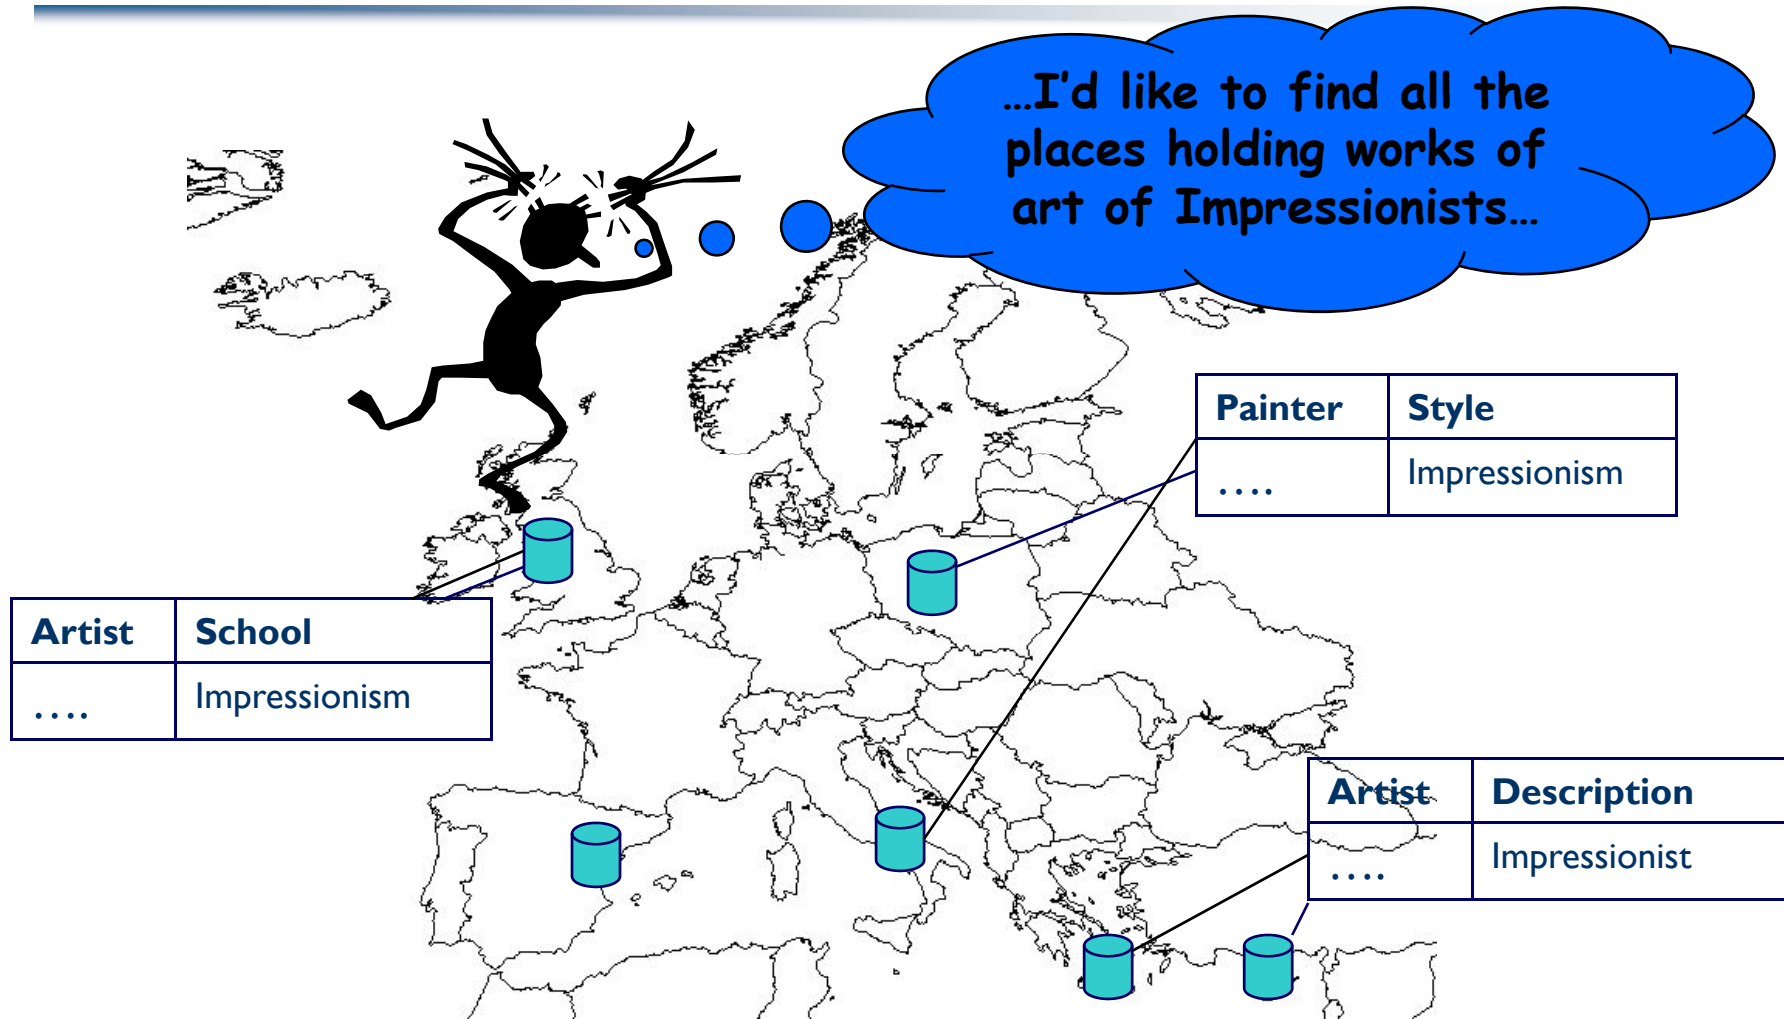 …I'd like to find all the
places holding works of
art of Impressionists…
Painter Style
…. Impressionism
Artist School
…. Impressionism
Artist Description
…. Impressionist